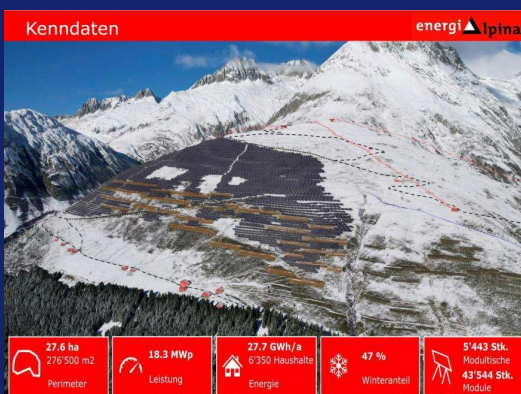 Kenndaten
energiAlpina
27.6 ha
276'500 m2
Perimeter
18.3 MWp
Leistung
27.7 GWh/a
6'350 Haushalte
Energie
47 %
Winteranteil
5'443 Stk.
Modultische
43'544 Stk.
Module